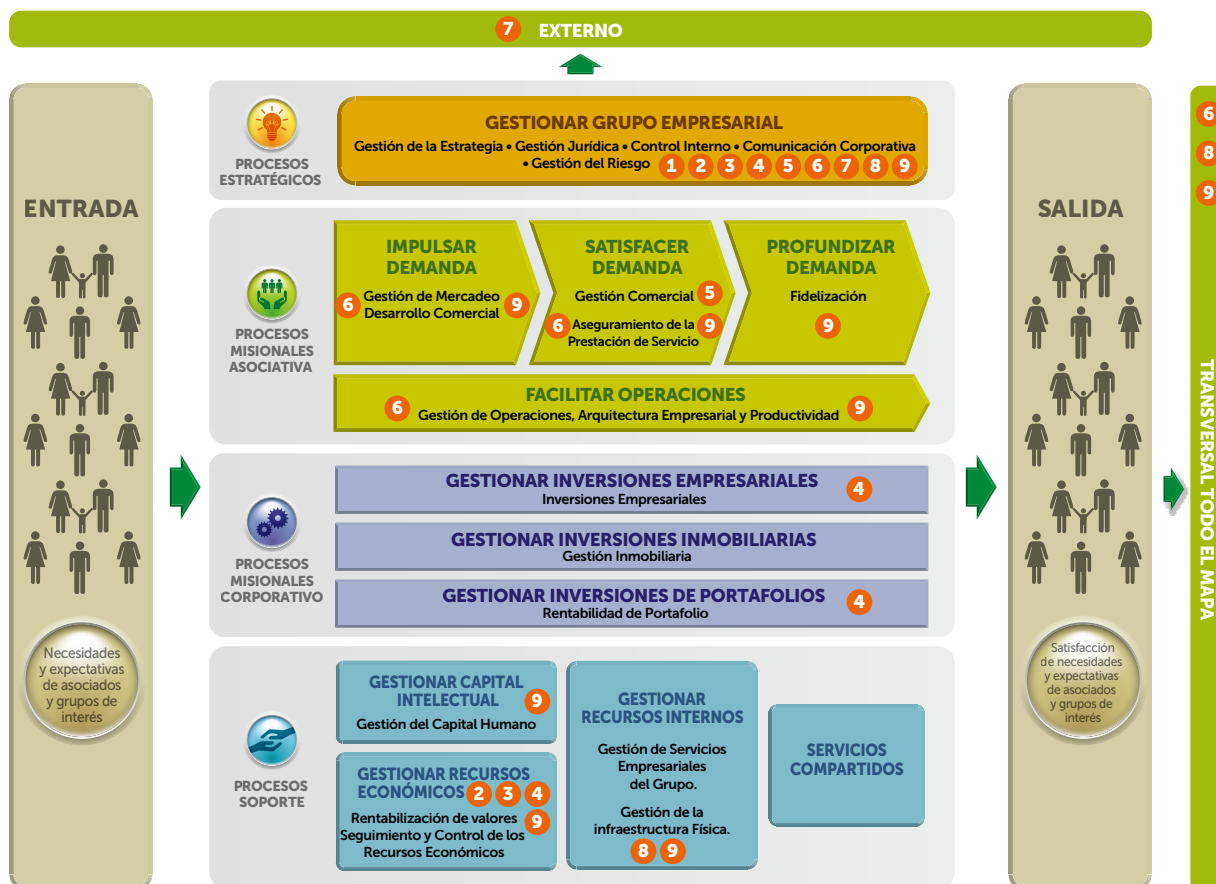 7 EXTERNO
ENTRADA
Necesidades
y expectativas
de asociados
y grupos de
interés
PROCESOS
ESTRATÉGICOS
GESTIONAR GRUPO EMPRESARIAL
Gestión de la Estrategia • Gestión Jurídica • Control Interno • Comunicación Corporativa
• Gestión del Riesgo 1 2 3 4 5 6 7 8 9
PROCESOS
MISIONALES
ASOCIATIVA
IMPULSAR
DEMANDA
6 Gestión de Mercadeo 9
Desarrollo Comercial
SATISFACER
DEMANDA
Gestión Comercial 5
6 Aseguramiento de la 9
Prestación de Servicio
PROFUNDIZAR
DEMANDA
Fidelización
9
FACILITAR OPERACIONES
6 Gestión de Operaciones, Arquitectura Empresarial y Productividad 9
PROCESOS
MISIONALES
CORPORATIVO
GESTIONAR INVERSIONES EMPRESARIALES
Inversiones Empresariales 4
GESTIONAR INVERSIONES INMOBILIARIAS
Gestión Inmobiliaria
GESTIONAR INVERSIONES DE PORTAFOLIOS
Rentabilidad de Portafolio 4
PROCESOS
SOPORTE
GESTIONAR CAPITAL
INTELECTUAL 9
Gestión del Capital Humano
GESTIONAR RECURSOS
ECONÓMICOS 2 3 4
Rentabilización de valores 9
Seguimiento y Control de los
Recursos Económicos
GESTIONAR
RECURSOS INTERNOS
Gestión de Servicios
Empresariales
del Grupo.
Gestión de la
infraestructura Física.
8 9
SERVICIOS
COMPARTIDOS
SALIDA
Satisfacción
de necesidades
y expectativas
de asociados
y grupos de
interés
6
8
9
TRANSVERSAL TODO EL MAPA